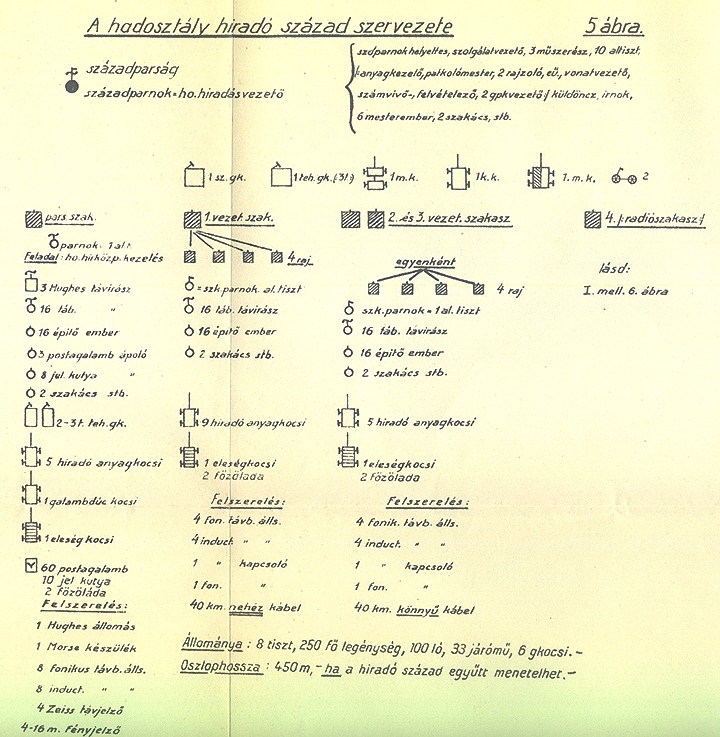 A hadosztály híradó század szervezete
5 ábra.
századparság
századparnok = ho. híradásvezető
szdparnok helyettes, szolgálatvezető, 3 műszerész, 10 altiszt
/-anyagkezelő, patkolómester, 2 rajzoló, eü., vonatvezető,
számvivő-, felvételező, 2 gpkvezető-/ küldöncz, írnok,
6 mesterember, 2 szakács, stb.
1 sz. gk.
1 teh. gk. (3t.)
1 m. k.
1 k. k.
1. m. k.
2
pars. szak.
parnok. 1 alt.
Feladat: ho. hirközp. kezelés
3 Hughes távirász
16 táb. "
16 építő ember
3 postagalamb ápoló
8 jel. kutya "
2 szakács stb.
2-3t. teh. gk.
5 híradó anyagkocsi
1 galambdúc kocsi
1 eleség kocsi
60 postagalamb
10 jel kutya
2 főzőláda
Felszerelés:
1 Hughes állomás
1 Morse készülék
8 fonikus távb. álls.
8 induct. " "
4 Zeiss távjelző
4-16 m. fényjelző
1. vezet. szak.
4 raj
= szk. parnok. al. tiszt
16 táb. távirász
16 építő ember
2 szakács stb.
9 híradó anyagkocsi
1 eleségkocsi
2 főzőláda
Felszerelés:
4 fon. távb. álls.
4 induct. " "
1 " kapcsoló
1 fon. "
40 km. nehéz kábel
2. és 3. vezet. szakasz
egyenként
4 raj
szk. parnok = 1 al. tiszt
16 táb. távirász
16 építő ember
2 szakács stb.
5 híradó anyagkocsi
1 eleségkocsi
2 főzőláda
Felszerelés:
4 fonik. távb. álls.
4 induct. " "
1 " kapcsoló
1 fon. "
40 km. könnyű kábel
4. /-rádiószakasz-/
lásd:
I. mell. 6. ábra
Állománya: 8 tiszt, 250 fő legénység, 100 ló, 33 jármű, 6 gkocsi.-
Oszlophossza: 450 m,- ha a híradó század együtt menetelhet.-